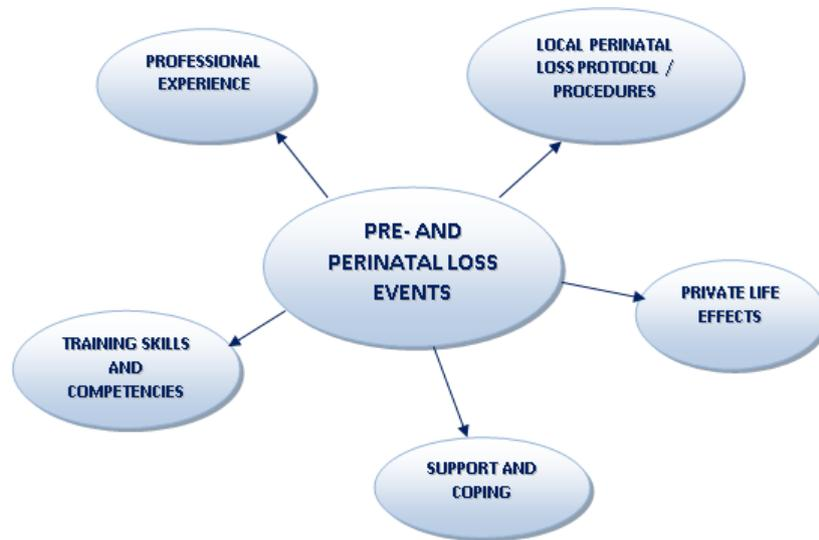 PROFESSIONAL
EXPERIENCE
LOCAL PERINATAL
LOSS PROTOCOL /
PROCEDURES
PRE- AND
PERINATAL LOSS
EVENTS
PRIVATE LIFE
EFFECTS
TRAINING SKILLS
AND
COMPETENCIES
SUPPORT AND
COPING